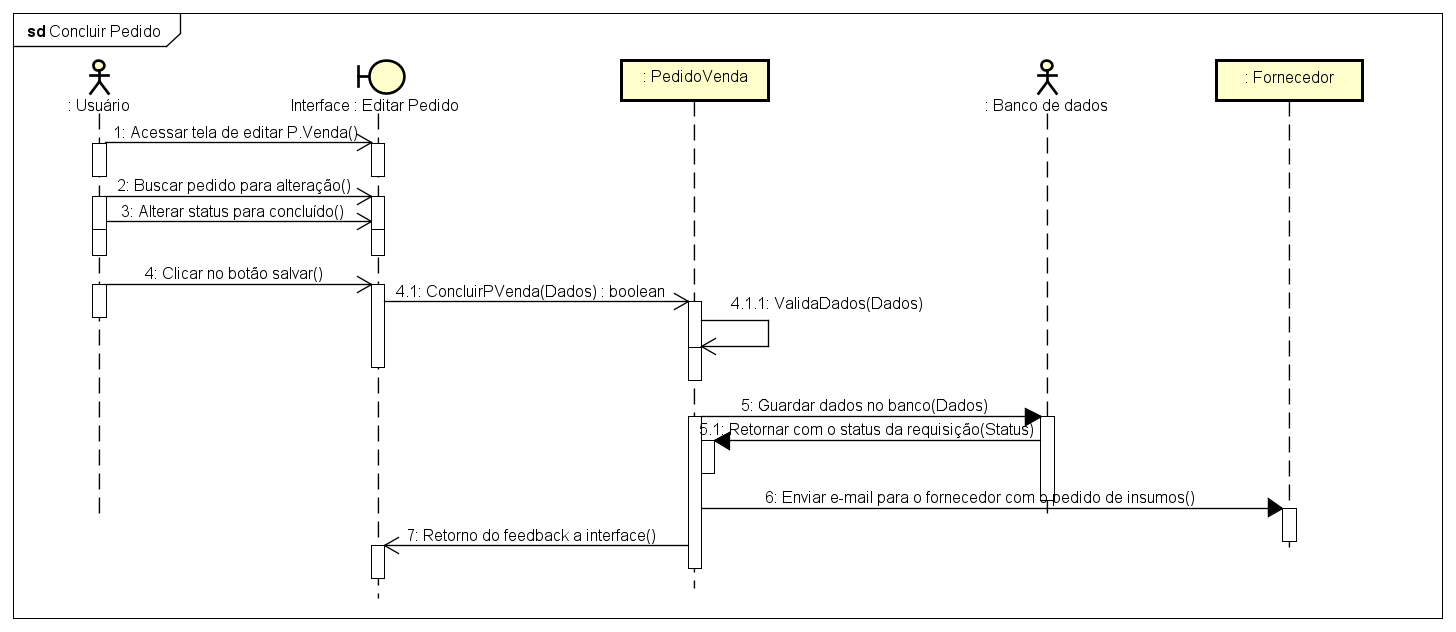 sd Concluir Pedido
: Usuário
Interface : Editar Pedido
: PedidoVenda
: Banco de dados
: Fornecedor
1: Acessar tela de editar P.Venda()
2: Buscar pedido para alteração()
3: Alterar status para concluído()
4: Clicar no botão salvar()
4.1: ConcluirPVenda(Dados) : boolean
4.1.1: ValidaDados(Dados)
5: Guardar dados no banco(Dados)
5.1: Retornar com o status da requisição(Status)
6: Enviar e-mail para o fornecedor com o pedido de insumos()
7: Retorno do feedback a interface()